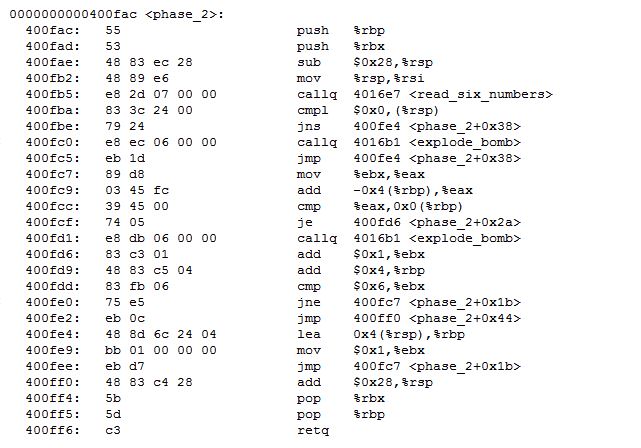 0000000000400fac <phase_2>:
400fac: 55 push %rbp
400fad: 53 push %rbx
400fae: 48 83 ec 28 sub $0x28,%rsp
400fb2: 48 89 e6 mov %rsp,%rsi
400fb5: e8 2d 07 00 00 callq 4016e7 <read_six_numbers>
400fba: 83 3c 24 00 cmpl $0x0,(%rsp)
400fbe: 79 24 jns 400fe4 <phase_2+0x38>
400fc0: e8 ec 06 00 00 callq 4016b1 <explode_bomb>
400fc5: eb 1d jmp 400fe4 <phase_2+0x38>
400fc7: 89 d8 mov %ebx,%eax
400fc9: 03 45 fc add -0x4(%rbp),%eax
400fcc: 39 45 00 cmp %eax,0x0(%rbp)
400fcf: 74 05 je 400fd6 <phase_2+0x2a>
400fd1: e8 db 06 00 00 callq 4016b1 <explode_bomb>
400fd6: 83 c3 01 add $0x1,%ebx
400fd9: 48 83 c5 04 add $0x4,%rbp
400fdd: 83 fb 06 cmp $0x6,%ebx
400fe0: 75 e5 jne 400fc7 <phase_2+0x1b>
400fe2: eb 0c jmp 400ff0 <phase_2+0x44>
400fe4: 48 8d 6c 24 04 lea 0x4(%rsp),%rbp
400fe9: bb 01 00 00 00 mov $0x1,%ebx
400fee: eb d7 jmp 400fc7 <phase_2+0x1b>
400ff0: 48 83 c4 28 add $0x28,%rsp
400ff4: 5b pop %rbx
400ff5: 5d pop %rbp
400ff6: c3 retq